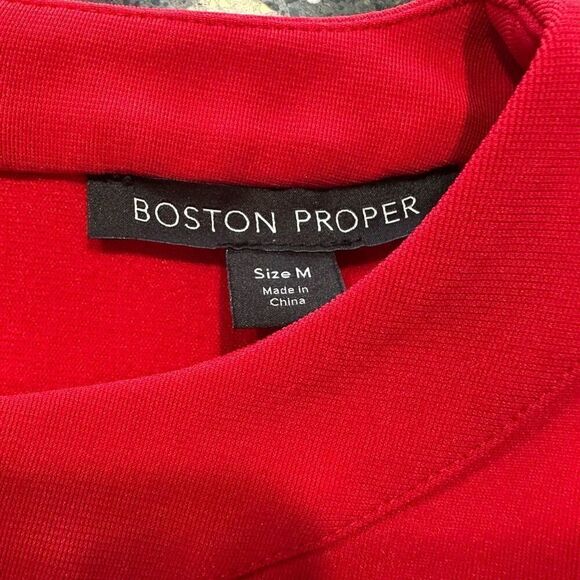 BOSTON PROPER
Size M
Made in
China